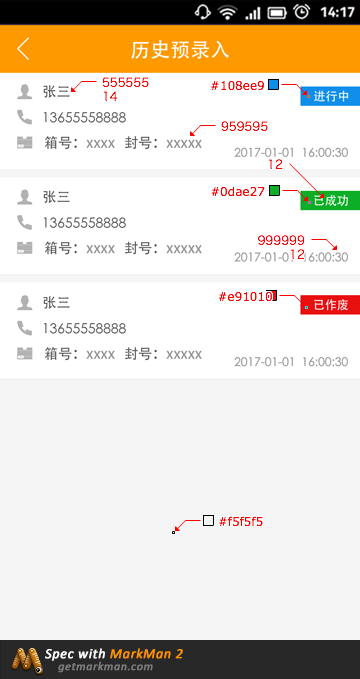 14:17
历史预录入
张三
555555
14
#108ee9
进行中
13655558888
959595
箱号：xxxx 封号：xxxxx
2017-01-01 16:00:30
12
张三
#0dae27
已成功
13655558888
999999
12
箱号：xxxx 封号：xxxxx
2017-01-01 16:00:30
张三
#e91010
已作废
13655558888
箱号：xxxx 封号：xxxxx
2017-01-01 16:00:30
#f5f5f5
Spec with MarkMan 2
getmarkman.com